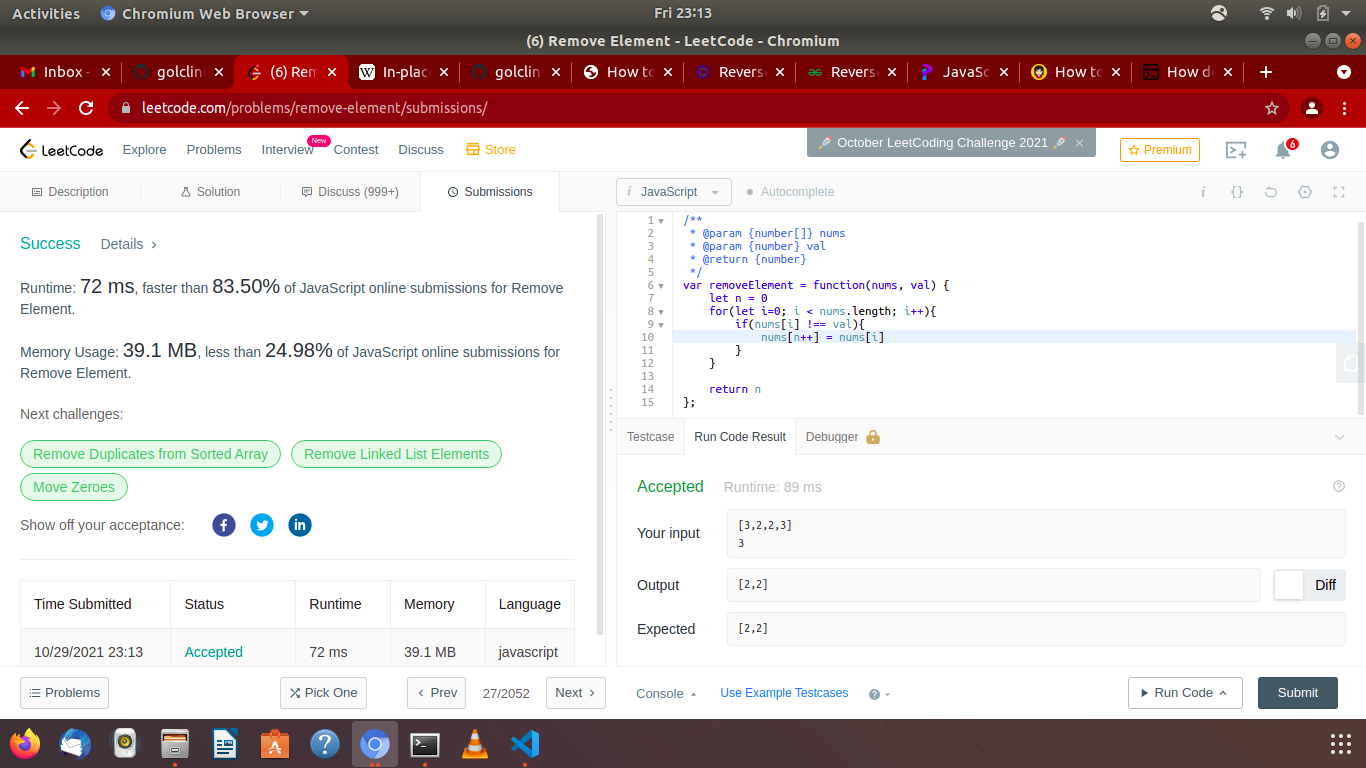 Activities Chromium Web Browser Fri 23:13
(6) Remove Element - LeetCode - Chromium
Inbox - golclini (6) Rem In-place golclini How to Revers Revers JavaSc How to How do
leetcode.com/problems/remove-element/submissions/
LeetCode Explore Problems Interview New Contest Discuss Store October LeetCoding Challenge 2021 Premium 6
Description Solution Discuss (999+) Submissions
i JavaScript Autocomplete
Success Details
Runtime: 72 ms, faster than 83.50% of JavaScript online submissions for Remove
Element.
Memory Usage: 39.1 MB, less than 24.98% of JavaScript online submissions for
Remove Element.
Next challenges:
Remove Duplicates from Sorted Array Remove Linked List Elements
Move Zeroes
Show off your acceptance:
Time Submitted Status Runtime Memory Language
10/29/2021 23:13 Accepted 72 ms 39.1 MB javascript
1 /**
2 * @param {number[]} nums
3 * @param {number} val
4 * @return {number}
5 */
6 var removeElement = function(nums, val) {
7 let n = 0
8 for(let i=0; i < nums.length; i++){
9 if(nums[i] !== val){
10 nums[n++] = nums[i]
11 }
12 }
13
14 return n
15 };
Testcase Run Code Result Debugger
Accepted Runtime: 89 ms
Your input [3,2,2,3]
3
Output [2,2] Diff
Expected [2,2]
Problems Pick One Prev 27/2052 Next Console Use Example Testcases Run Code Submit